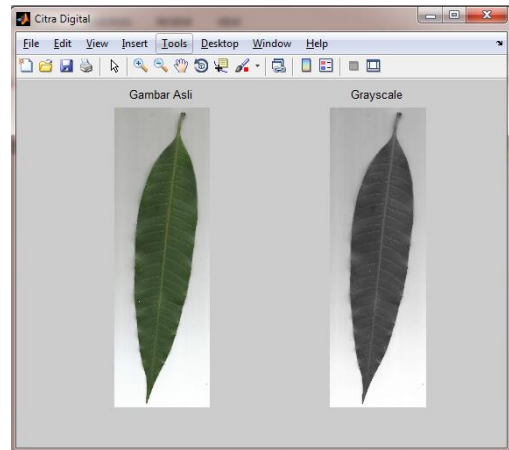 Citra Digital
File Edit View Insert Tools Desktop Window Help
Gambar Asli Grayscale